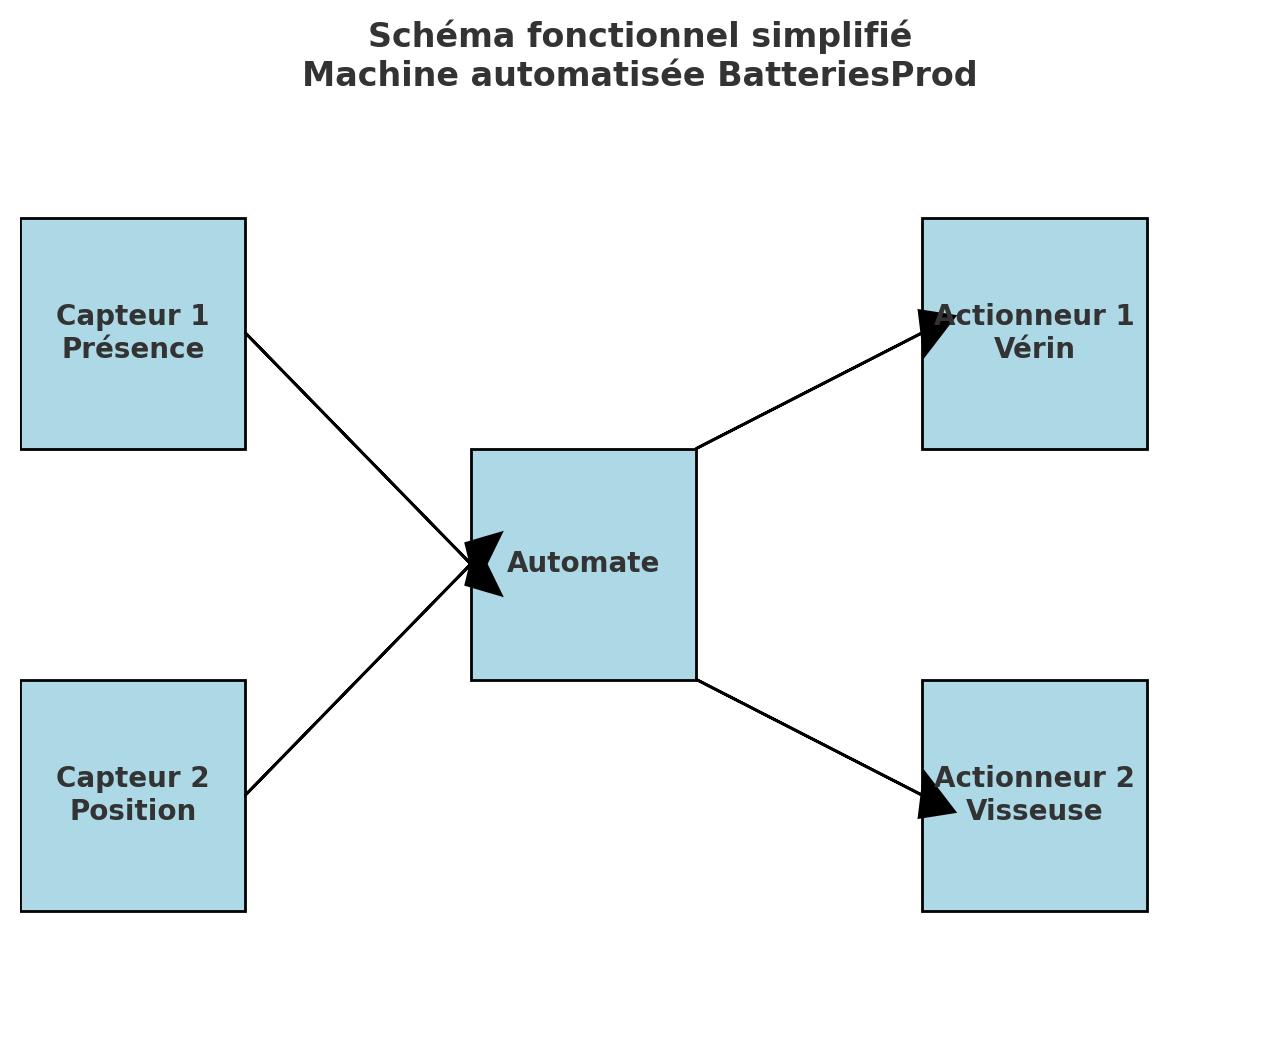 Schéma fonctionnel simplifié
Machine automatisée BatteriesProd
Capteur 1
Présence
Actionneur 1
Vérin
Automate
Capteur 2
Position
Actionneur 2
Visseuse